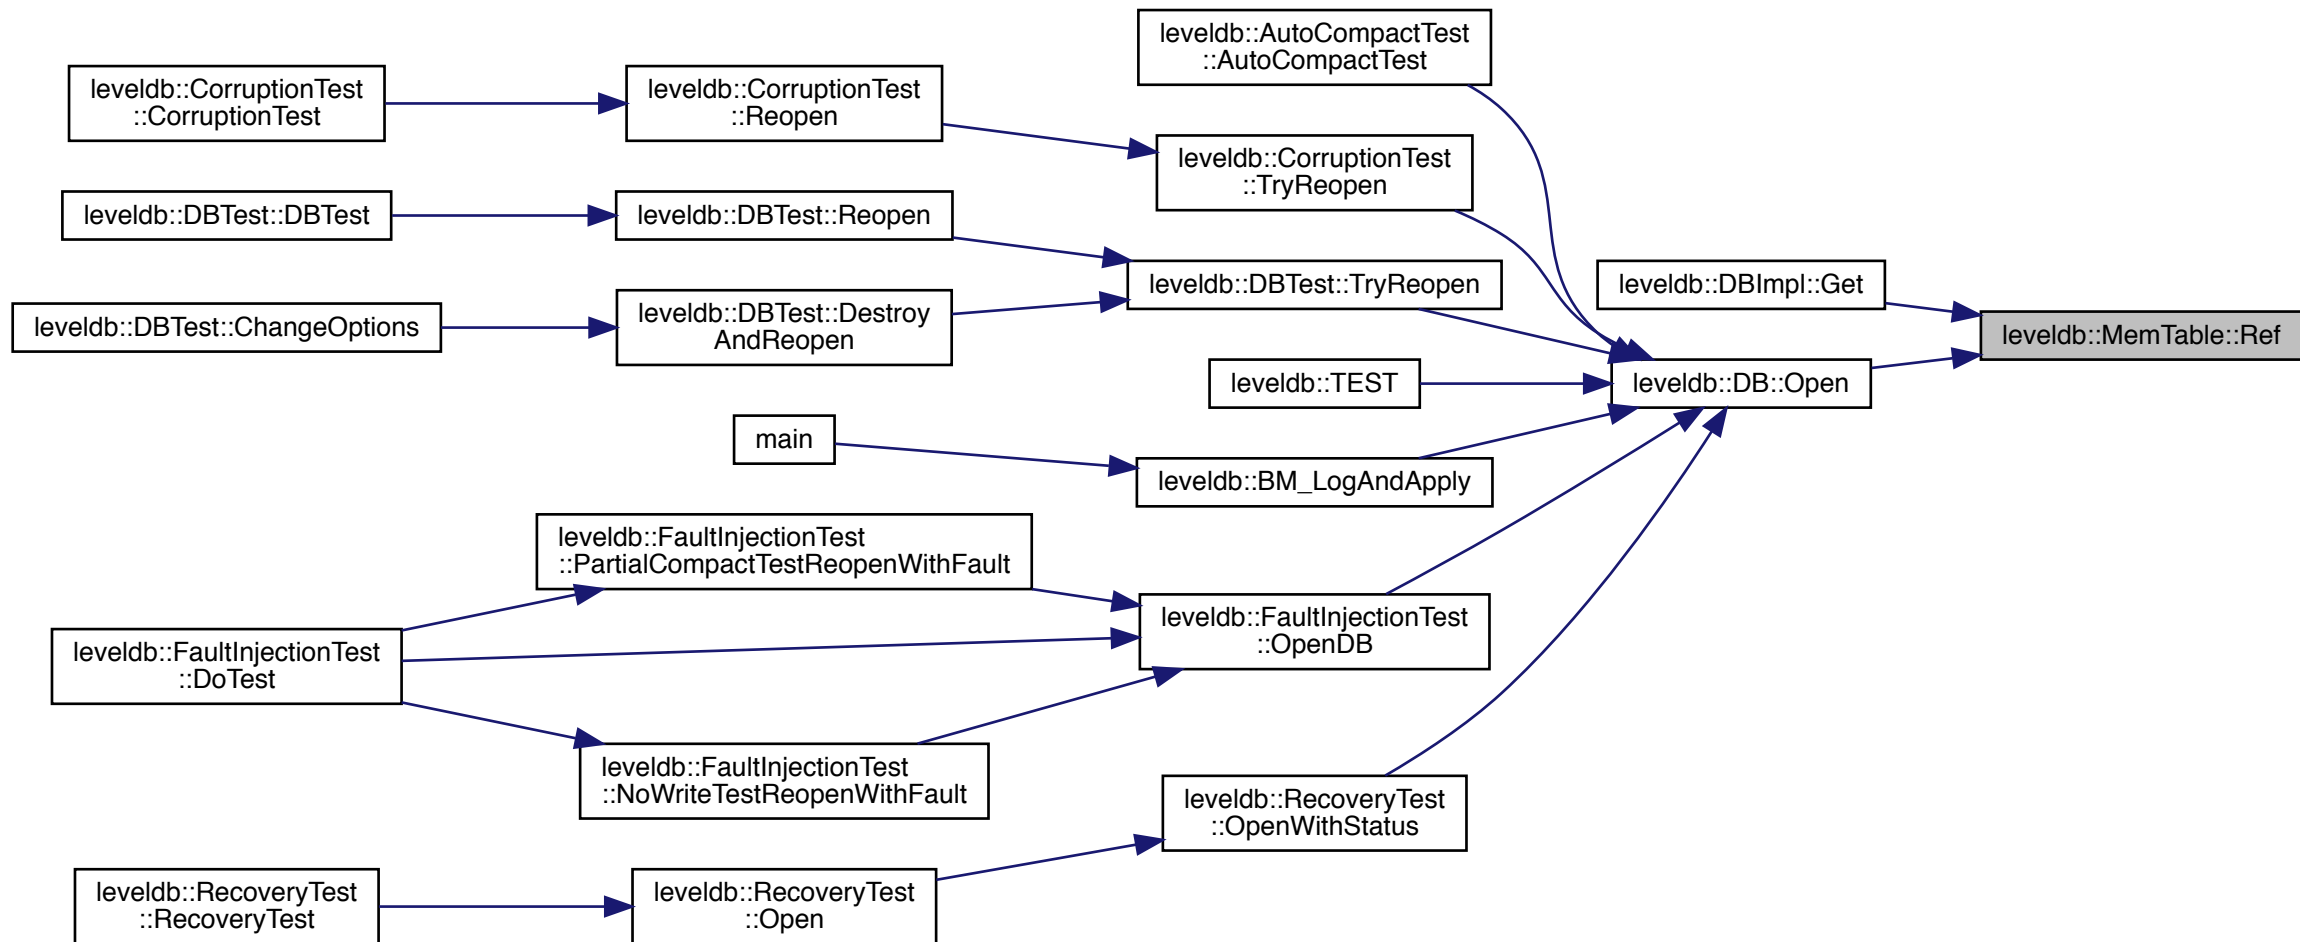 leveldb::AutoCompactTest
::AutoCompactTest
leveldb::CorruptionTest
::CorruptionTest
leveldb::CorruptionTest
::Reopen
leveldb::CorruptionTest
::TryReopen
leveldb::DBTest::DBTest
leveldb::DBTest::Reopen
leveldb::DBTest::TryReopen
leveldb::DBImpl::Get
leveldb::DBTest::ChangeOptions
leveldb::DBTest::Destroy
AndReopen
leveldb::MemTable::Ref
leveldb::TEST
leveldb::DB::Open
main
leveldb::BM_LogAndApply
leveldb::FaultInjectionTest
::PartialCompactTestReopenWithFault
leveldb::FaultInjectionTest
::OpenDB
leveldb::FaultInjectionTest
::DoTest
leveldb::FaultInjectionTest
::NoWriteTestReopenWithFault
leveldb::RecoveryTest
::OpenWithStatus
leveldb::RecoveryTest
::RecoveryTest
leveldb::RecoveryTest
::Open